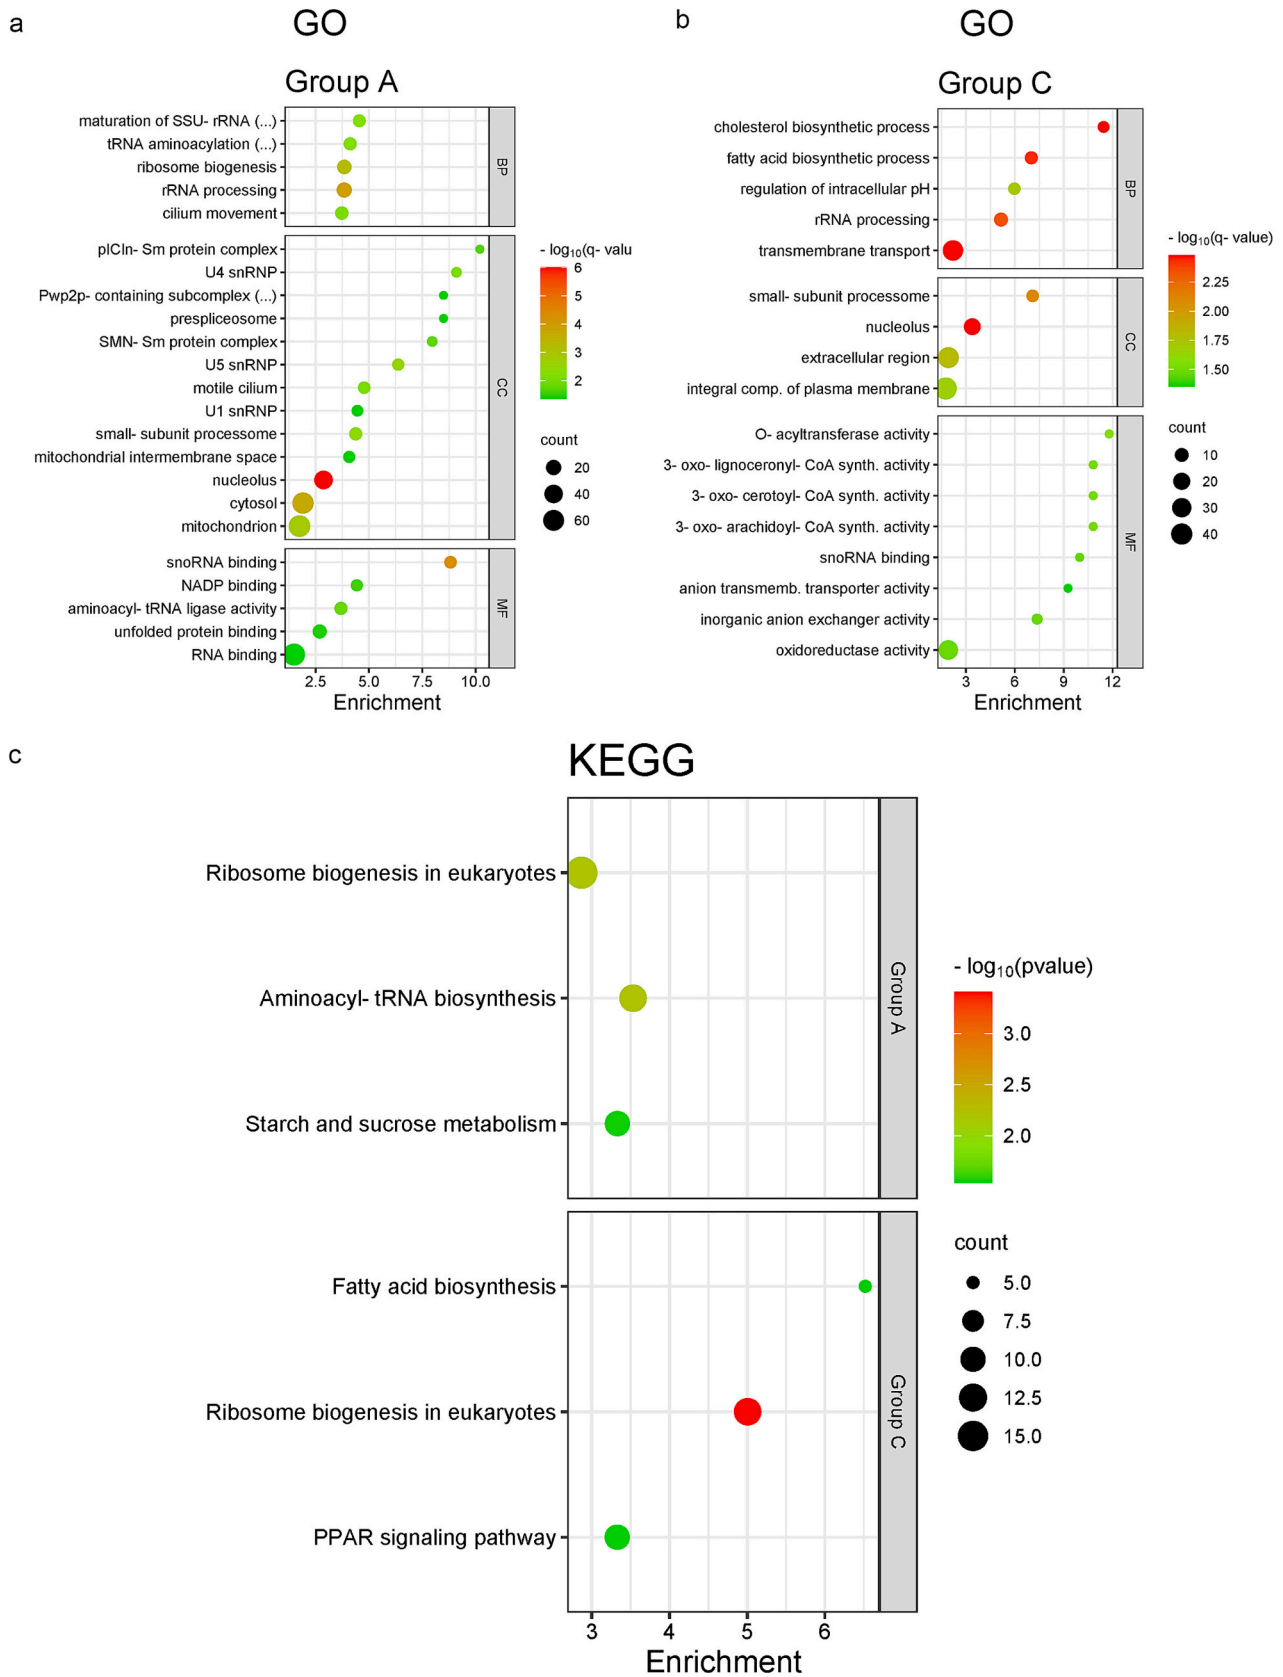 a
GO
Group A
maturation of SSU- rRNA (...)
tRNA aminoacylation (...)
ribosome biogenesis
rRNA processing
cilium movement
BP
pICln- Sm protein complex
U4 snRNP
Pwp2p- containing subcomplex (...)
prespliceosome
SMN- Sm protein complex
U5 snRNP
motile cilium
U1 snRNP
small- subunit processome
mitochondrial intermembrane space
nucleolus
cytosol
mitochondrion
CC
snoRNA binding
NADP binding
aminoacyl- tRNA ligase activity
unfolded protein binding
RNA binding
MF
2.5 5.0 7.5 10.0
Enrichment
- log10(q- valu
6
5
4
3
2
count
20
40
60
b
GO
Group C
cholesterol biosynthetic process
fatty acid biosynthetic process
regulation of intracellular pH
rRNA processing
transmembrane transport
BP
small- subunit processome
nucleolus
extracellular region
integral comp. of plasma membrane
CC
O- acyltransferase activity
3- oxo- lignoceronyl- CoA synth. activity
3- oxo- cerotoyl- CoA synth. activity
3- oxo- arachidoyl- CoA synth. activity
snoRNA binding
anion transmemb. transporter activity
inorganic anion exchanger activity
oxidoreductase activity
MF
3 6 9 12
Enrichment
- log10(q- value)
2.25
2.00
1.75
1.50
count
10
20
30
40
c
KEGG
Ribosome biogenesis in eukaryotes
Aminoacyl- tRNA biosynthesis
Starch and sucrose metabolism
Group A
Fatty acid biosynthesis
Ribosome biogenesis in eukaryotes
PPAR signaling pathway
Group C
3 4 5 6
Enrichment
- log10(pvalue)
3.0
2.5
2.0
count
5.0
7.5
10.0
12.5
15.0